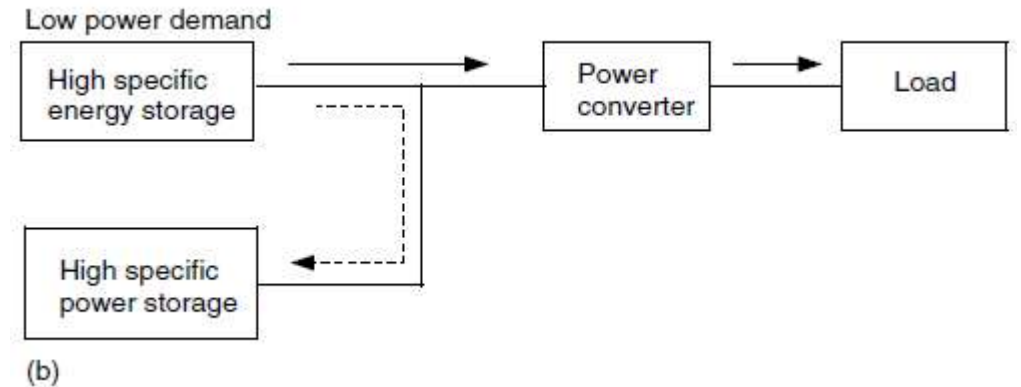 Low power demand
High specific
energy storage
Power
converter
Load
High specific
power storage
(b)